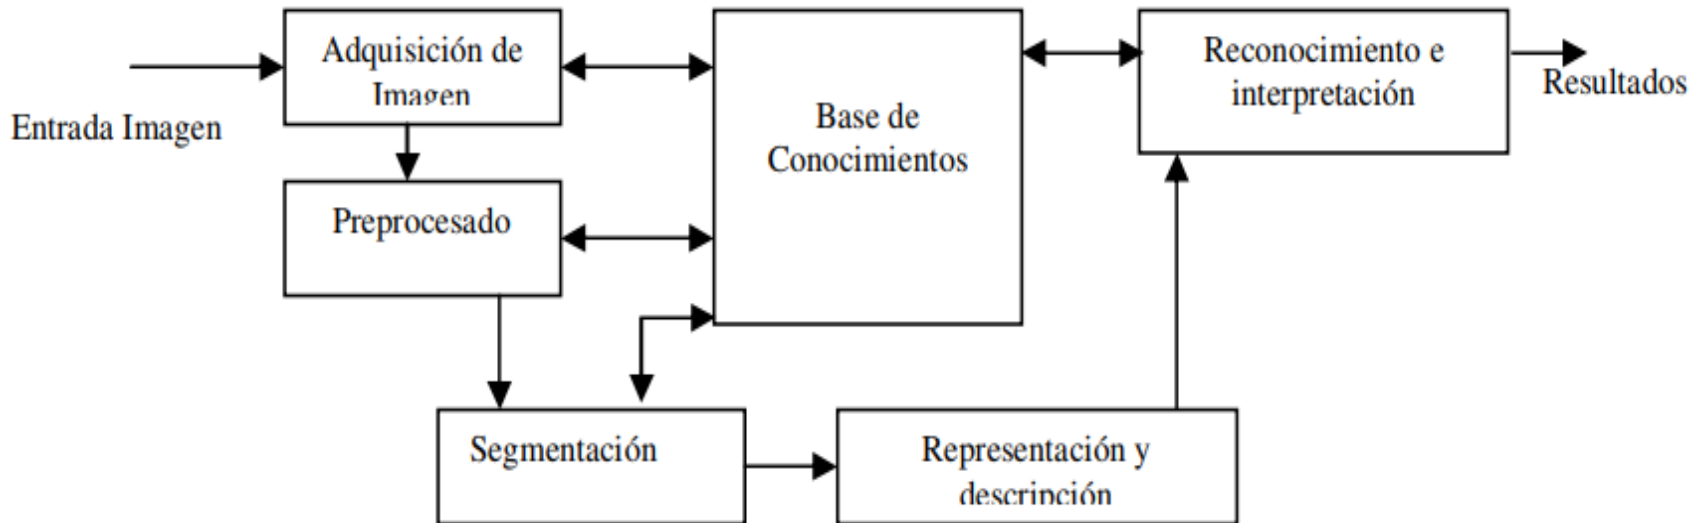 Entrada Imagen
Adquisición de
Imagen
Preprocesado
Segmentación
Base de
Conocimientos
Representación y
descripción
Reconocimiento e
interpretación
Resultados